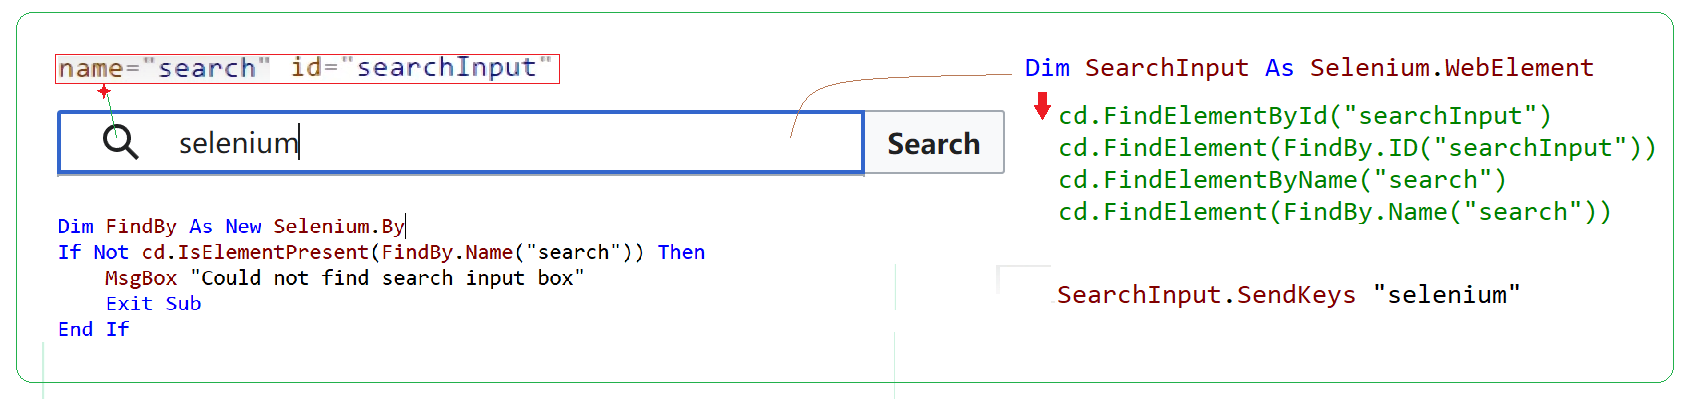 name="search" id="searchInput"
selenium
Search
Dim FindBy As New Selenium.By
If Not cd.IsElementPresent(FindBy.Name("search")) Then
    MsgBox "Could not find search input box"
    Exit Sub
End If
Dim SearchInput As Selenium.WebElement
cd.FindElementById("searchInput")
cd.FindElement(FindBy.ID("searchInput"))
cd.FindElementByName("search")
cd.FindElement(FindBy.Name("search"))
SearchInput.SendKeys "selenium"